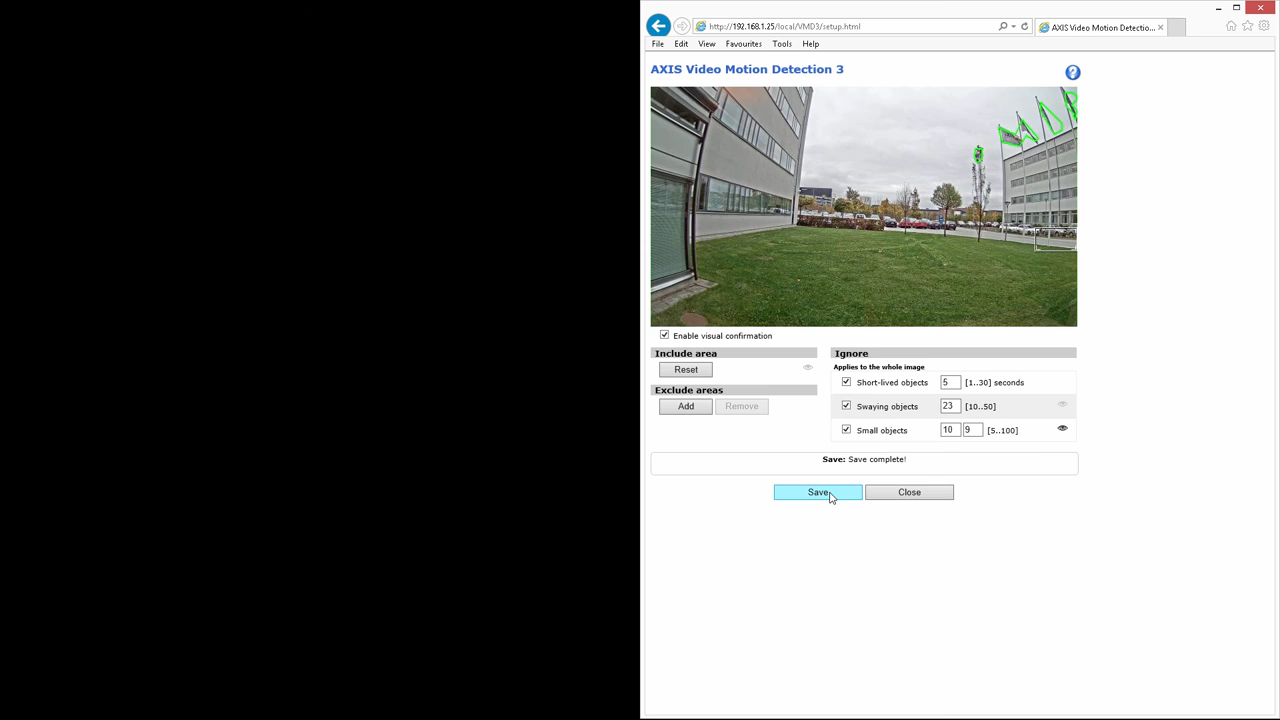 http://192.168.1.25/local/VMD3/setup.html
AXIS Video Motion Detectio...
File Edit View Favourites Tools Help
AXIS Video Motion Detection 3
?
Enable visual confirmation
Include area
Reset
Exclude areas
Add Remove
Ignore
Applies to the whole image
Short-lived objects 5 [1..30] seconds
Swaying objects 23 [10..50]
Small objects 10 9 [5..100]
Save: Save complete!
Save Close